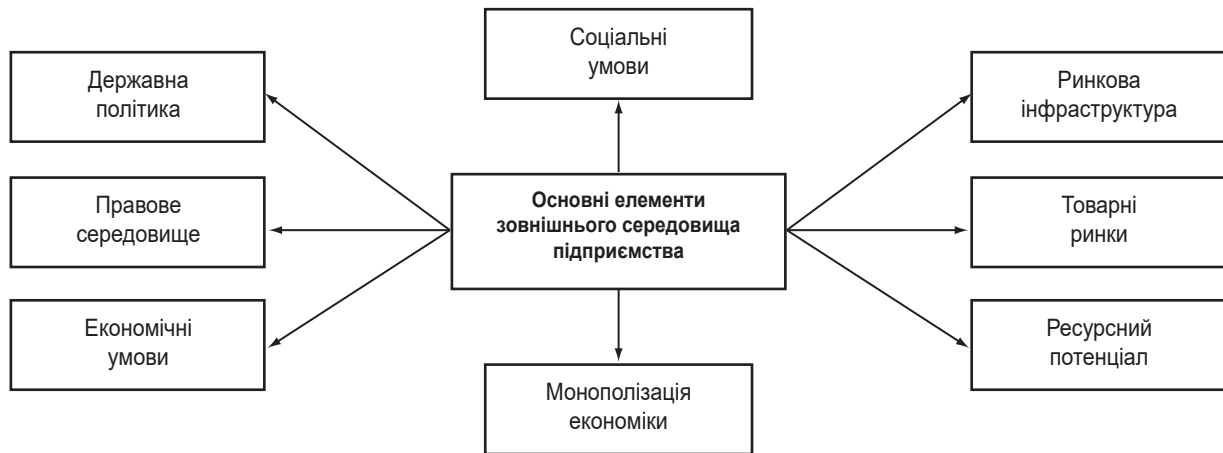 Соціальні
умови
Державна
політика
Ринкова
інфраструктура
Правове
середовище
Основні елементи
зовнішнього середовища
підприємства
Товарні
ринки
Економічні
умови
Ресурсний
потенціал
Монополізація
економіки